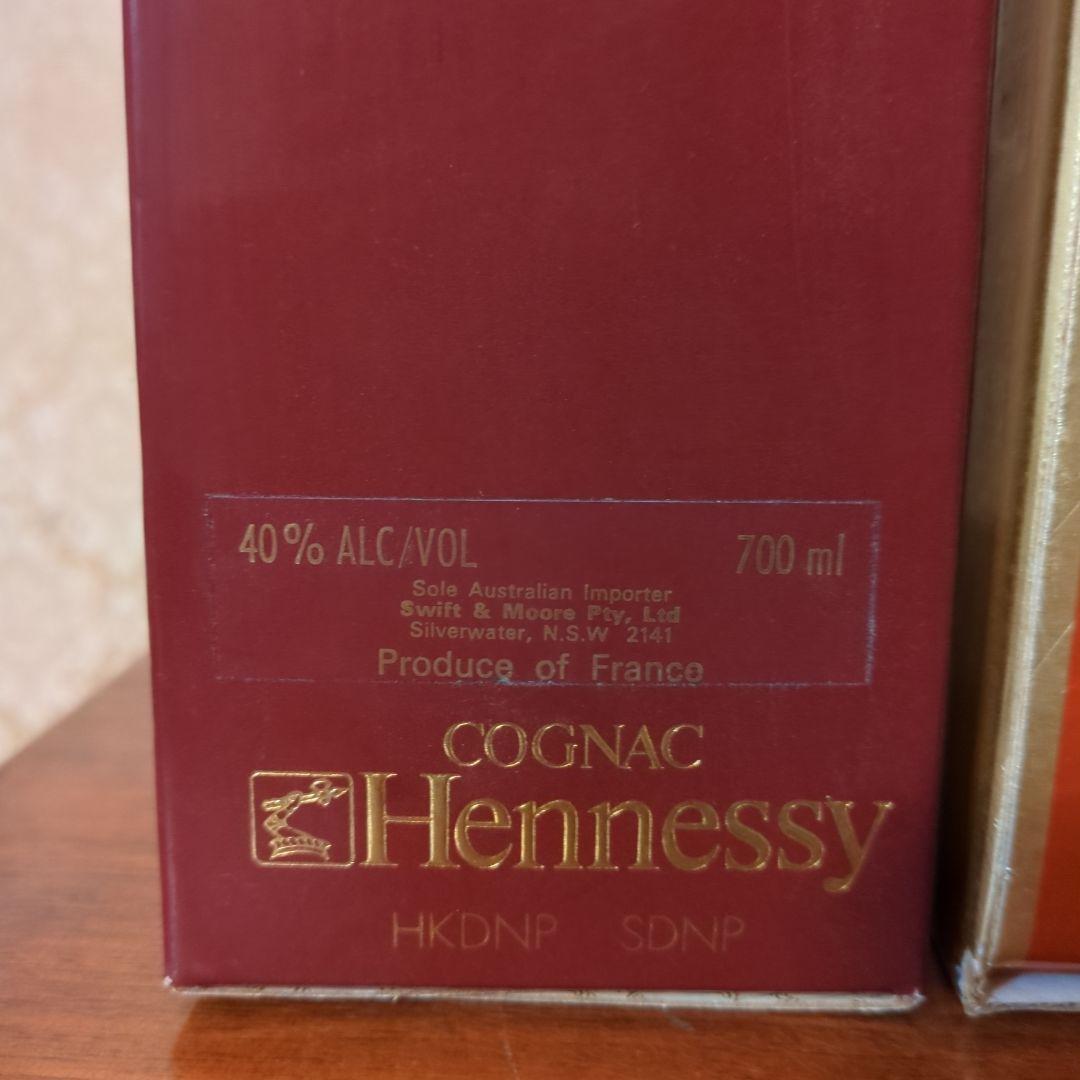 40% ALC/VOL 700 ml
Sole Australian Importer
Swift & Moore Pty, Ltd
Silverwater, N.S.W 2141
Produce of France
COGNAC
Hennessy
HKDNP SDNP